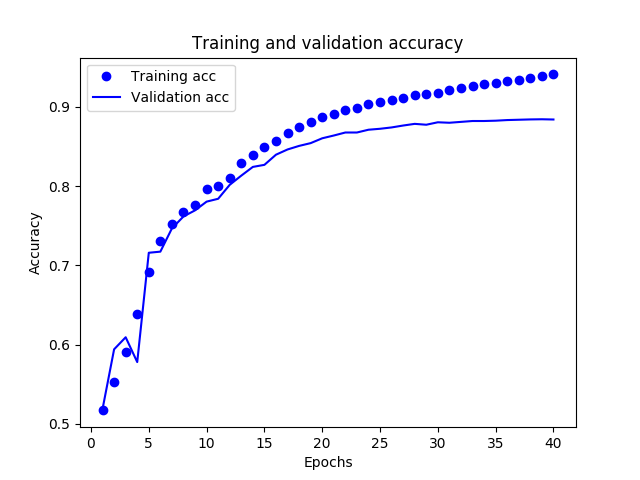 Training and validation accuracy
Training acc
Validation acc
0.9
0.8
0.7
0.6
0.5
Accuracy
0 5 10 15 20 25 30 35 40
Epochs